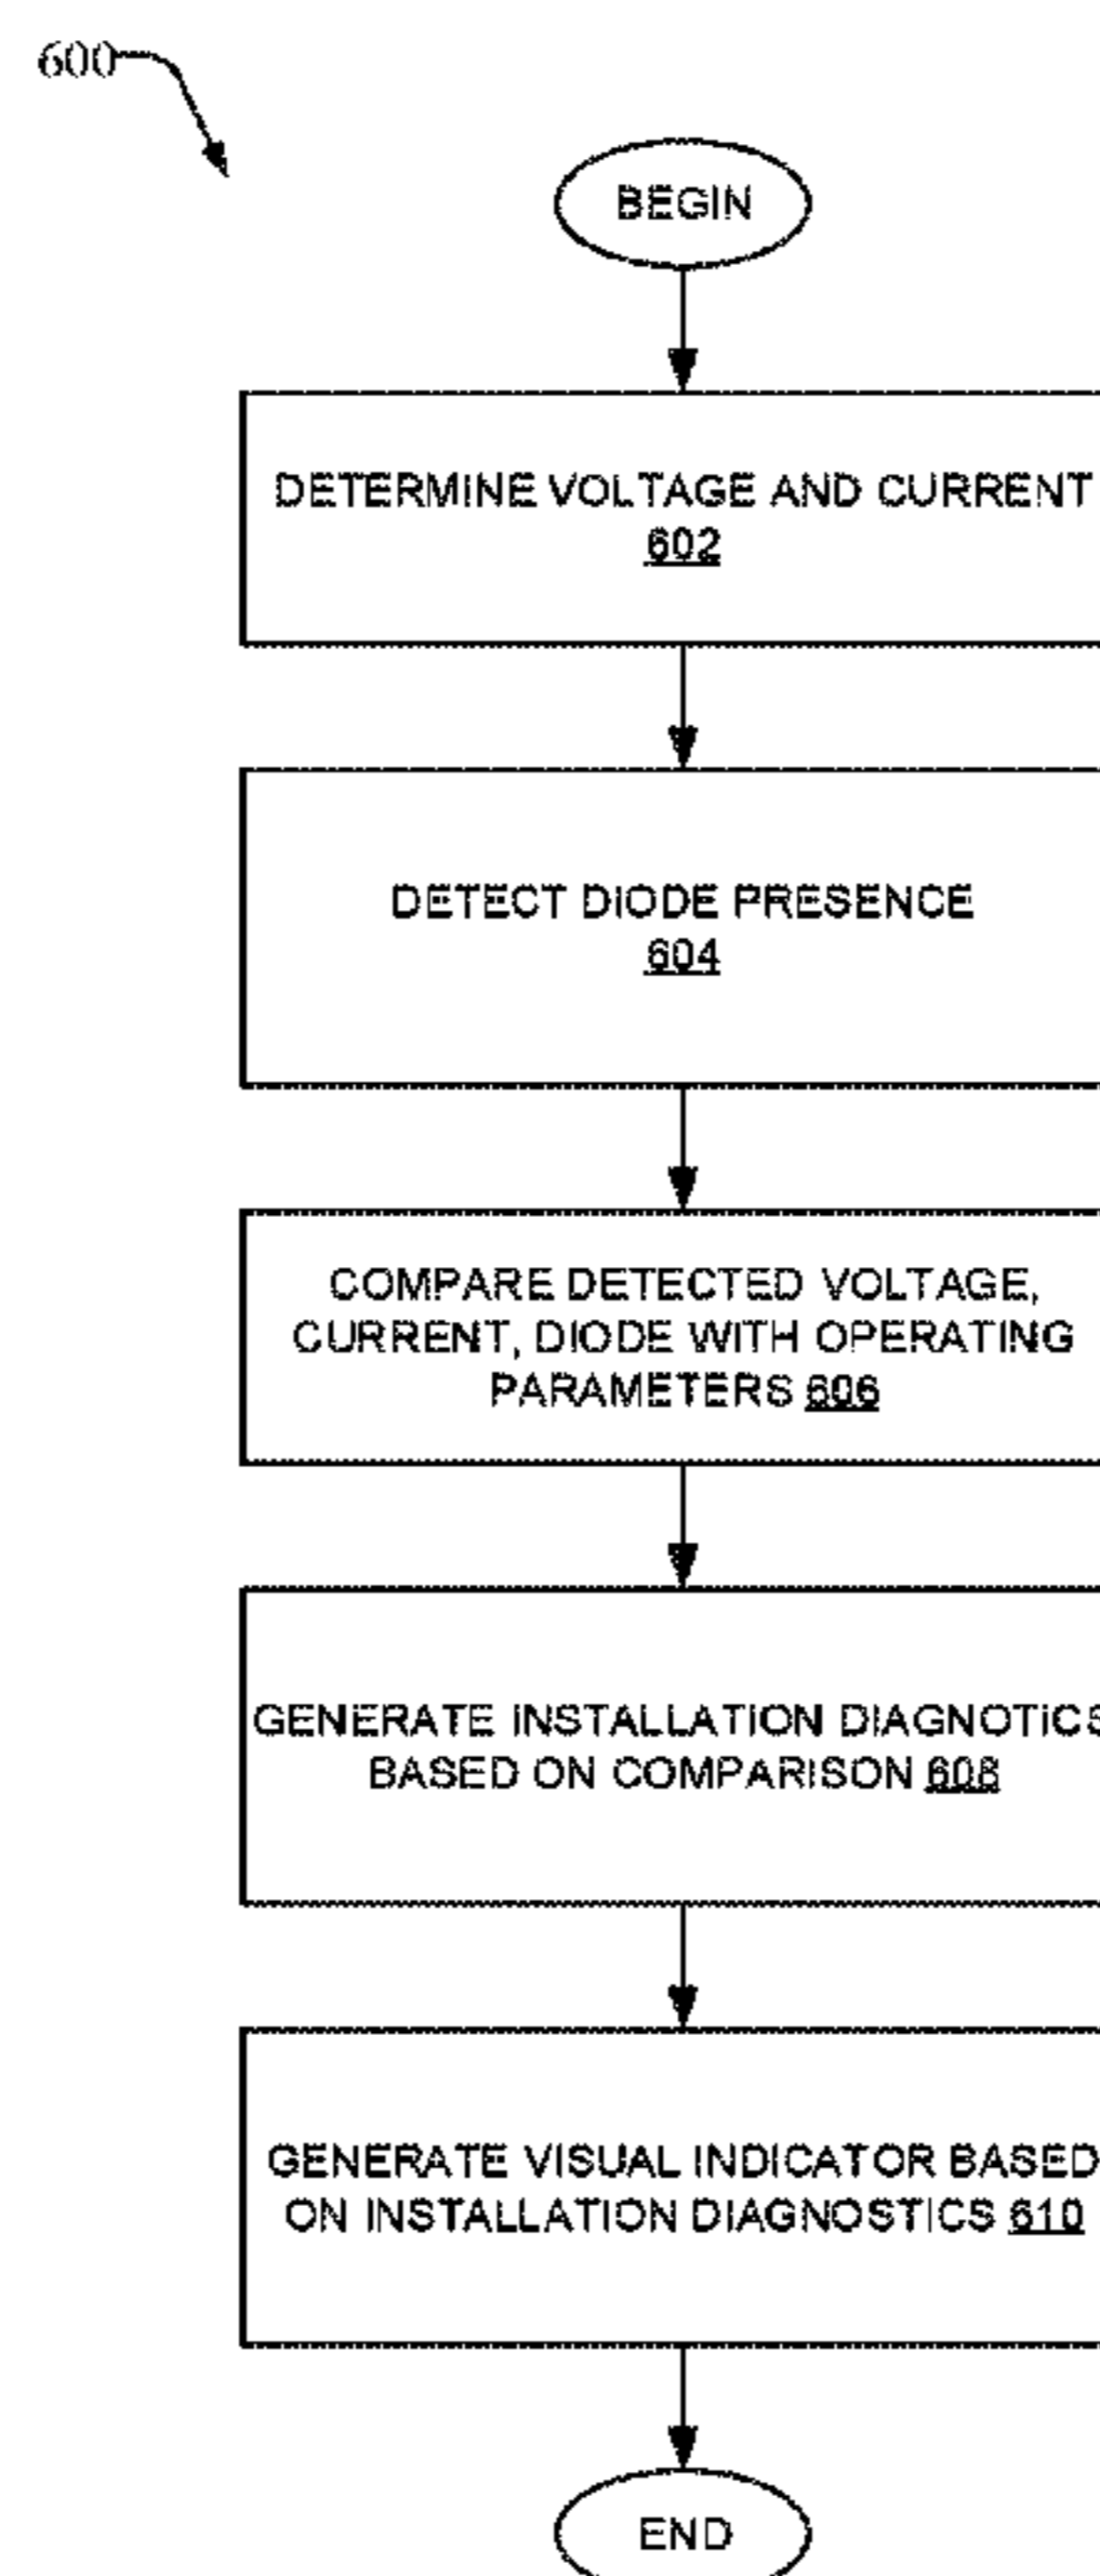 600
BEGIN
DETERMINE VOLTAGE AND CURRENT
602
DETECT DIODE PRESENCE
604
COMPARE DETECTED VOLTAGE,
CURRENT, DIODE WITH OPERATING
PARAMETERS 606
GENERATE INSTALLATION DIAGNOTICS
BASED ON COMPARISON 608
GENERATE VISUAL INDICATOR BASED
ON INSTALLATION DIAGNOSTICS 610
END